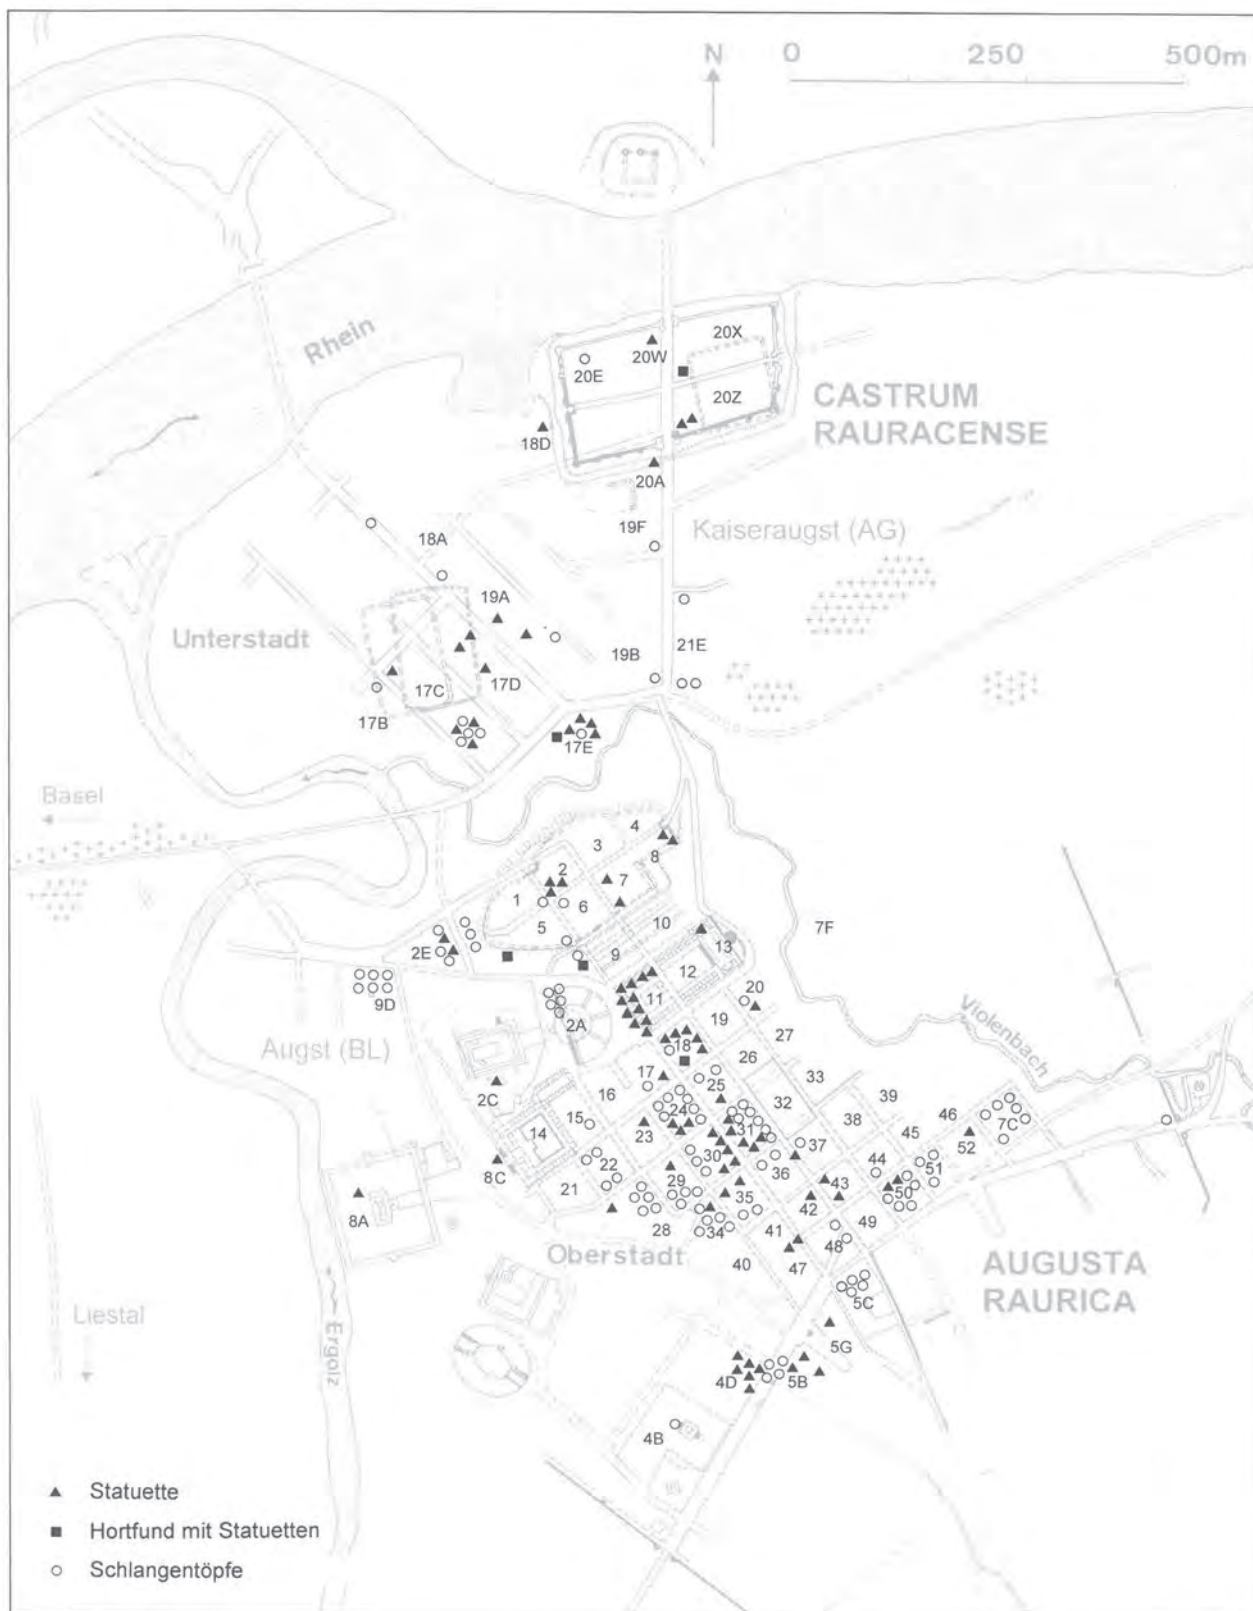 N 0 250 500m
Rhein
20X
20W
20E
20Z
CASTRUM
RAURACENSE
18D
20A
19F
Kaiseraugst (AG)
18A
19A
Unterstadt
19B
21E
17C
17D
17B
17E
Basel
4
3
8
2
7
1
6
5
10
7F
2E
9
13
12
9D
11
20
2A
19
27
Violenbach
Augst (BL)
18
26
33
17
25
39
2C
16
32
46
24
38
15
45
7C
31
52
14
23
37
30
44
36
51
8C
22
29
43
50
21
35
42
8A
49
28
34
41
48
Oberstadt
40
47
AUGUSTA
RAURICA
5C
Liestal
5G
Ergolz
4D
5B
4B
Statuette
Hortfund mit Statuetten
Schlangentöpfe